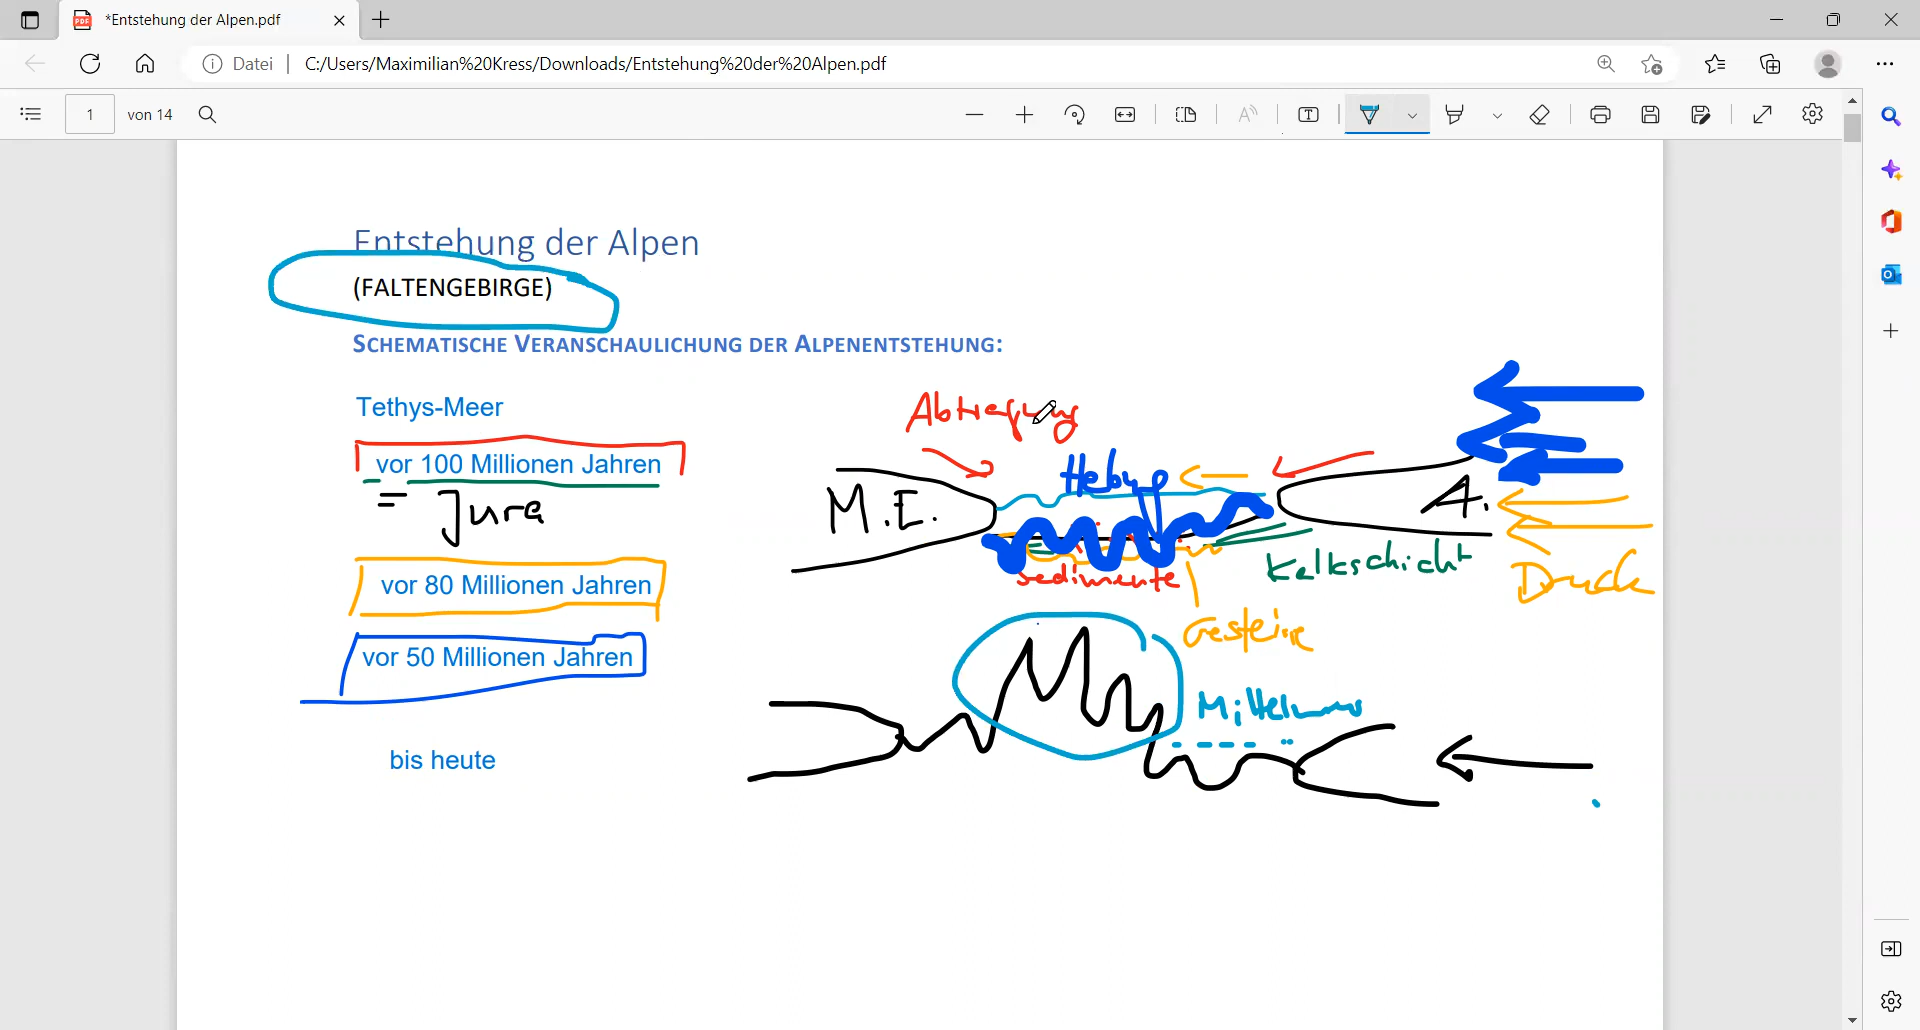 *Entstehung der Alpen.pdf
Datei
C:/Users/Maximilian%20Kress/Downloads/Entstehung%20der%20Alpen.pdf
1 von 14
Entstehung der Alpen
(FALTENGEBIRGE)
SCHEMATISCHE VERANSCHAULICHUNG DER ALPENENTSTEHUNG:
Tethys-Meer
Abtragung
vor 100 Millionen Jahren
Hebung
= Jura
M.E.
A.
Kalkschicht
Druck
vor 80 Millionen Jahren
Sedimente
Gesteine
vor 50 Millionen Jahren
bis heute